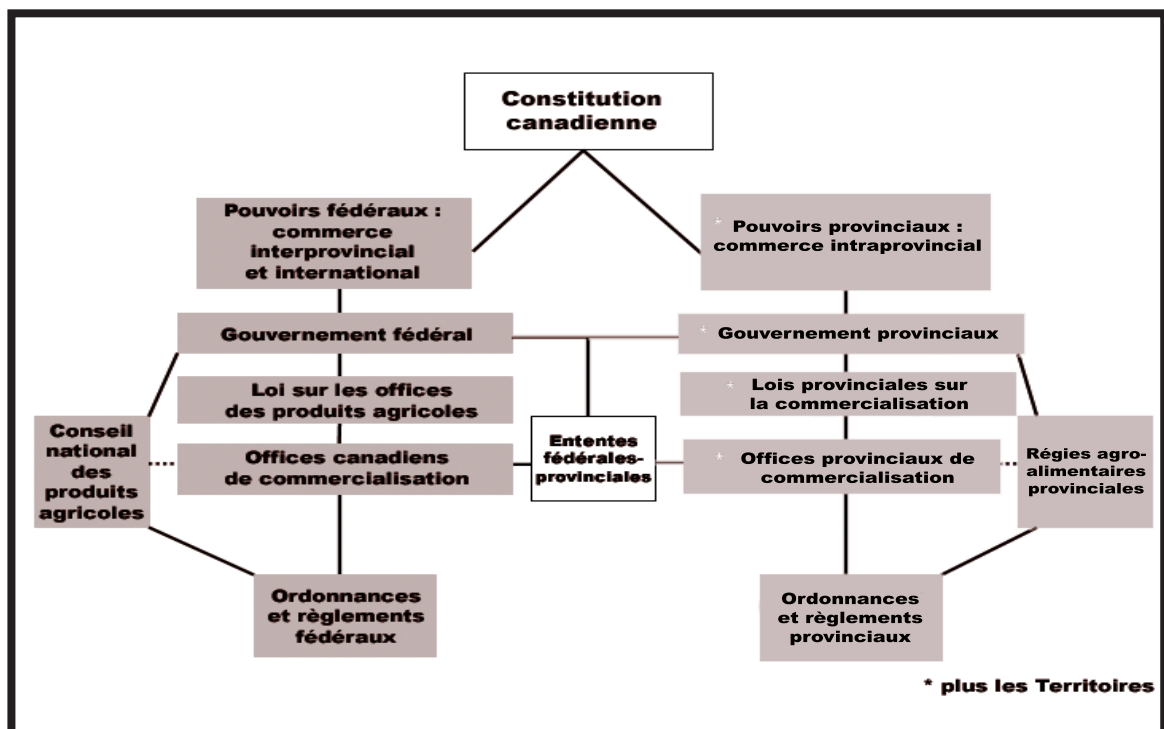 Constitution
canadienne
Pouvoirs fédéraux :
commerce
interprovincial
et international
* Pouvoirs provinciaux :
commerce intraprovincial
Gouvernement fédéral
* Gouvernement provinciaux
Loi sur les offices
des produits agricoles
* Lois provinciales sur
la commercialisation
Conseil
national
des
produits
agricoles
Offices canadiens
de commercialisation
Ententes
fédérales-
provinciales
* Offices provinciaux de
commercialisation
Régies agro-
alimentaires
provinciales
Ordonnances
et règlements
fédéraux
Ordonnances
et règlements
provinciaux
* plus les Territoires